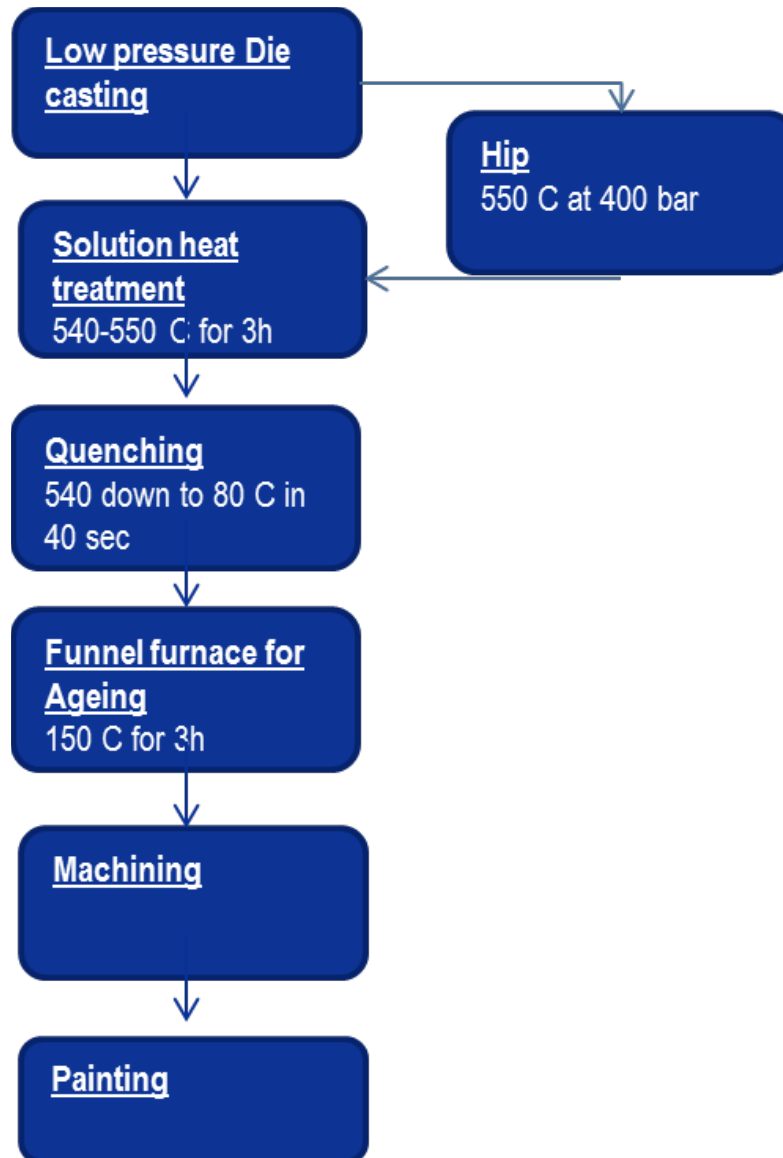 Low pressure Die
casting
Hip
550 C at 400 bar
Solution heat
treatment
540-550 C for 3h
Quenching
540 down to 80 C in
40 sec
Funnel furnace for
Ageing
150 C for 3h
Machining
Painting